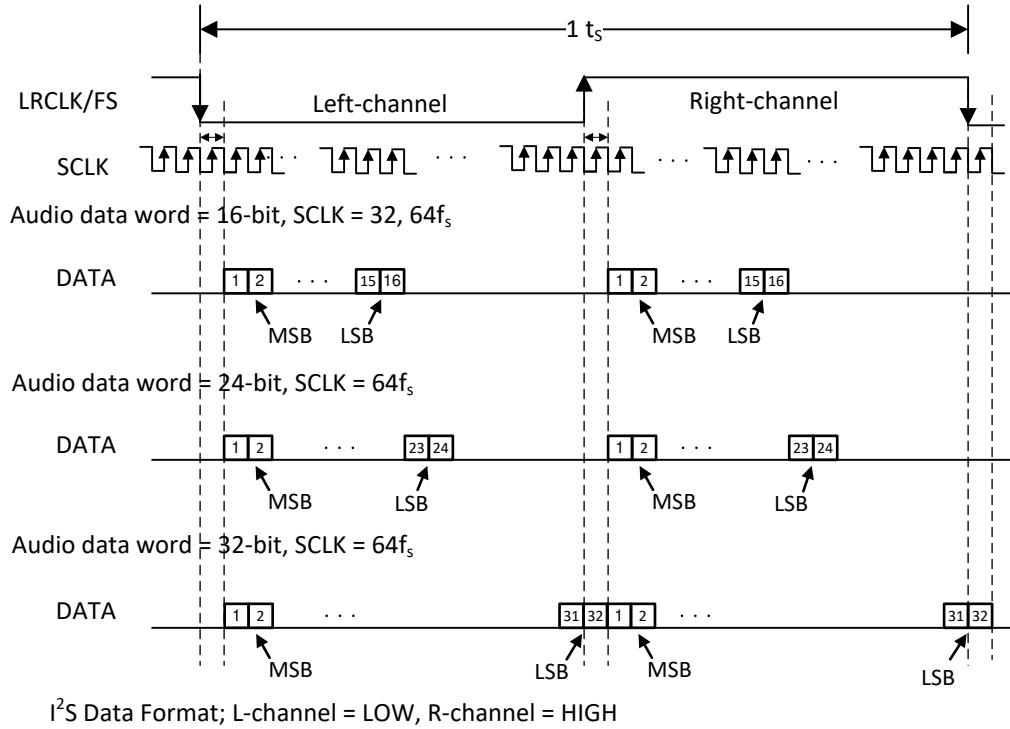 1 tS
LRCLK/FS
Left-channel
Right-channel
SCLK
. . .
. . .
. . .
. . .
Audio data word = 16-bit, SCLK = 32, 64fs
DATA
1 2 . . . 15 16
1 2 . . . 15 16
MSB
LSB
MSB
LSB
Audio data word = 24-bit, SCLK = 64fs
DATA
1 2 . . . 23 24
1 2 . . . 23 24
MSB
LSB
MSB
LSB
Audio data word = 32-bit, SCLK = 64fs
DATA
1 2 . . . 31 32 1 2 . . . 31 32
MSB
LSB
MSB
LSB
I²S Data Format; L-channel = LOW, R-channel = HIGH